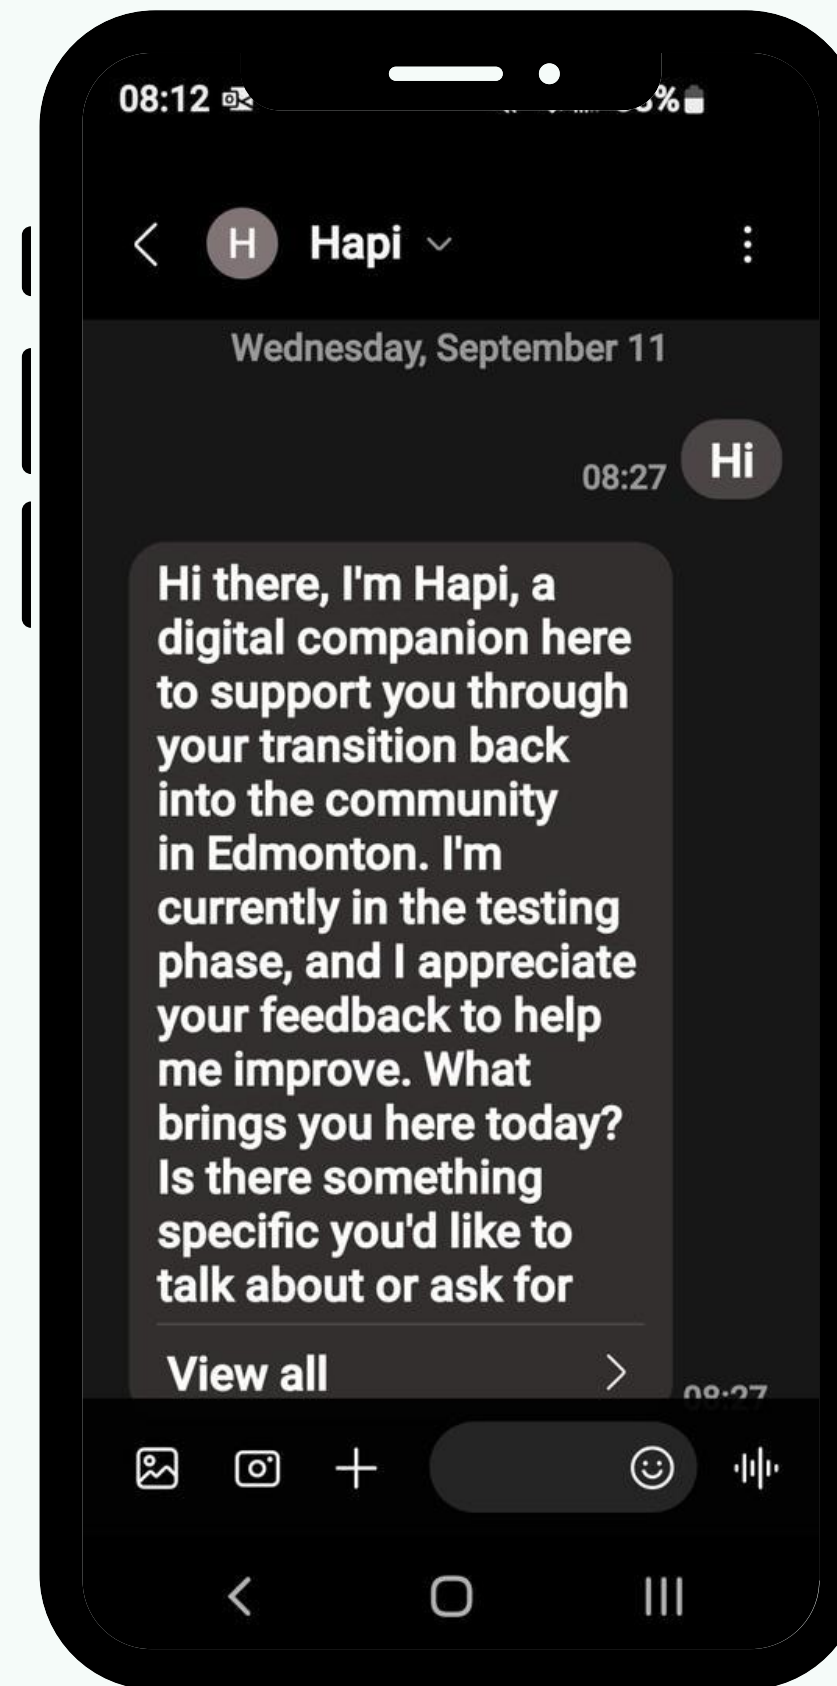 08:12
%
H Hapi
Wednesday, September 11
Hi
08:27
Hi there, I'm Hapi, a
digital companion here
to support you through
your transition back
into the community
in Edmonton. I'm
currently in the testing
phase, and I appreciate
your feedback to help
me improve. What
brings you here today?
Is there something
specific you'd like to
talk about or ask for
View all
08:27